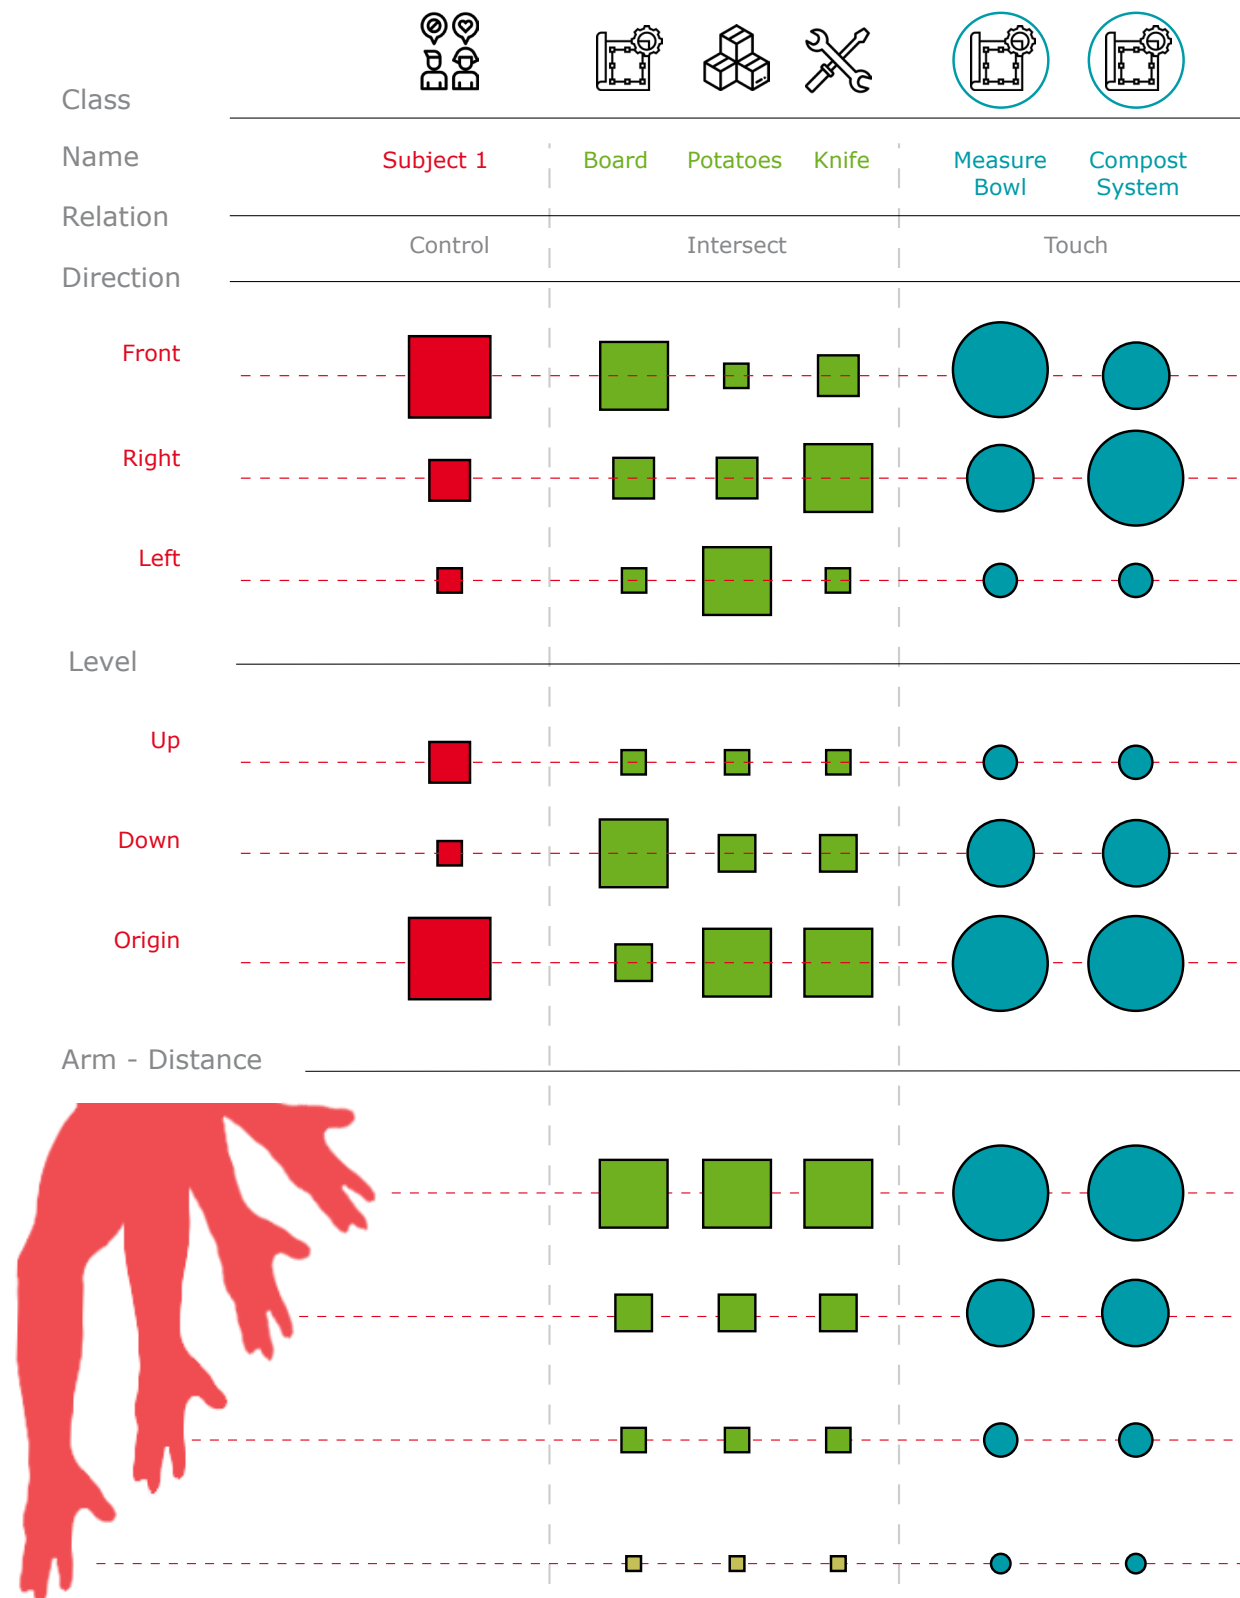 Class
Name
Subject 1
Board
Potatoes
Knife
Measure
Bowl
Compost
System
Relation
Control
Intersect
Touch
Direction
Front
Right
Left
Level
Up
Down
Origin
Arm - Distance